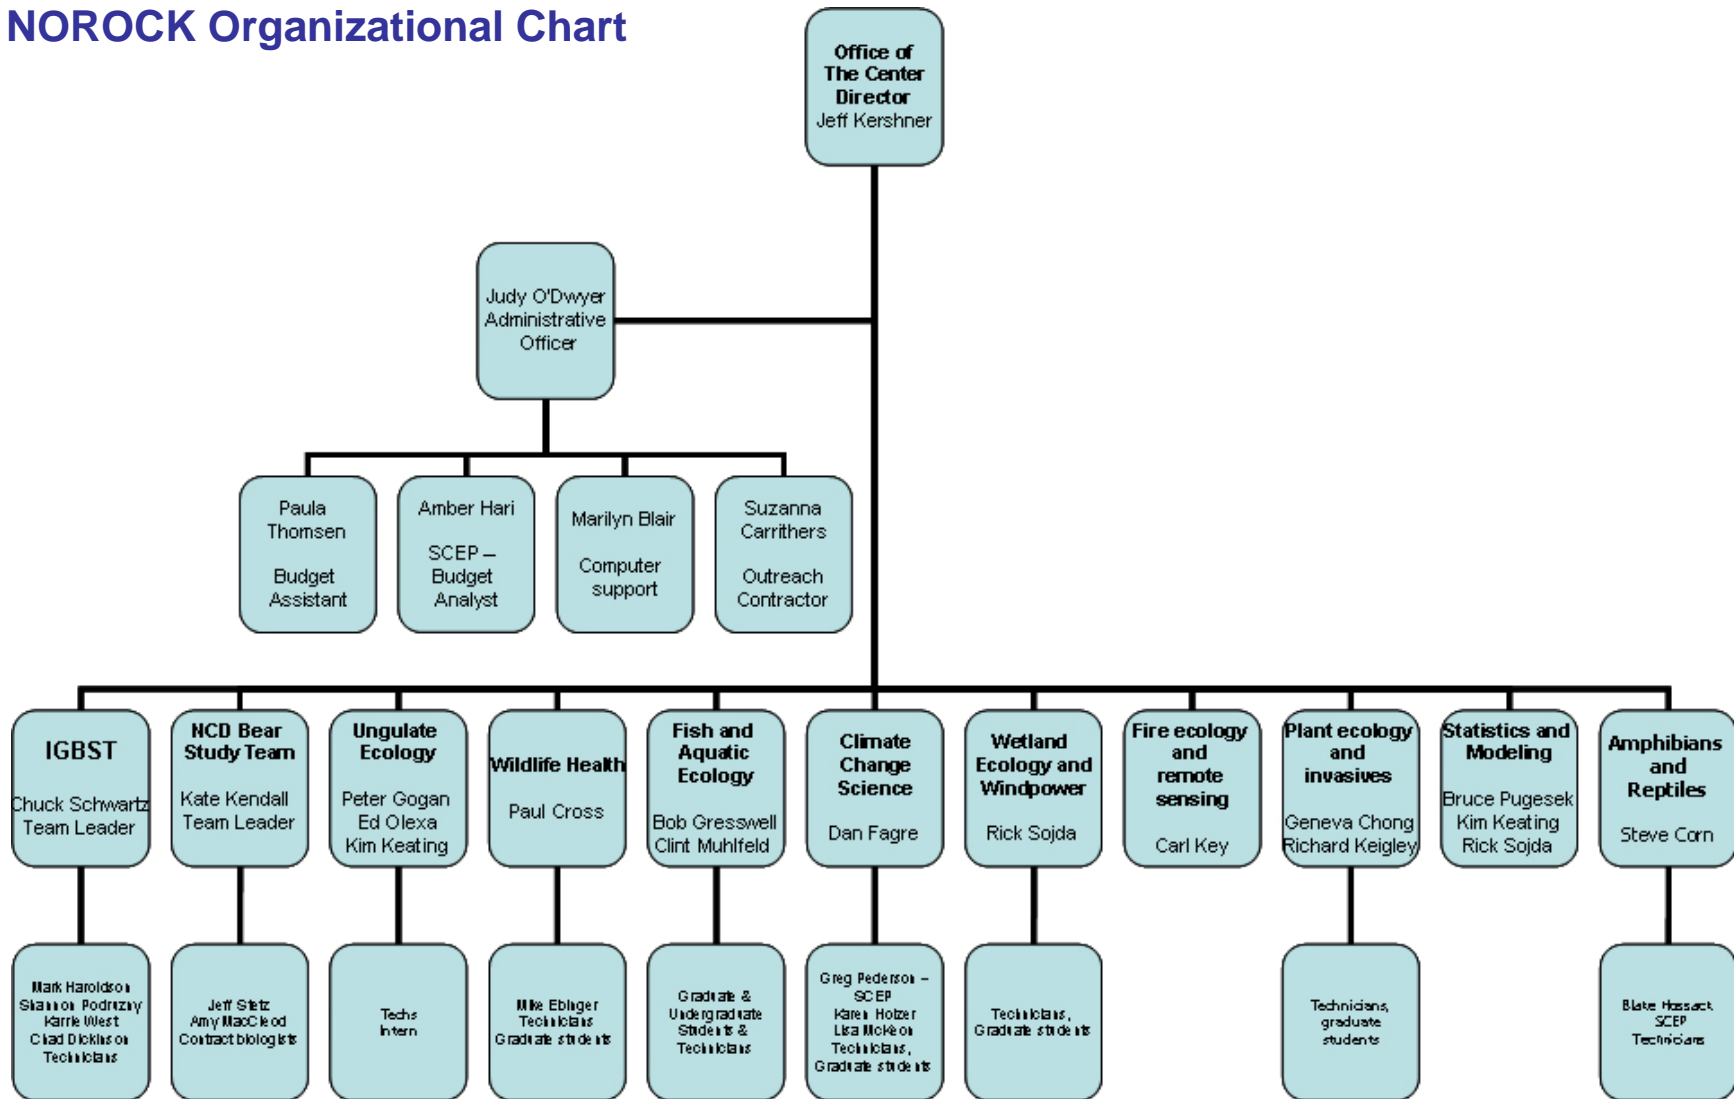 NOROCK Organizational Chart
Office of
The Center
Director
Jeff Kershner
Judy O'Dwyer
Administrative
Officer
Paula
Thomsen
Budget
Assistant
Amber Hari
SCEP –
Budget
Analyst
Marilyn Blair
Computer
support
Suzanna
Carrithers
Outreach
Contractor
IGBST
Chuck Schwartz
Team Leader
NCD Bear
Study Team
Kate Kendall
Team Leader
Ungulate
Ecology
Peter Gogan
Ed Olexa
Kim Keating
Wildlife Health
Paul Cross
Fish and
Aquatic
Ecology
Bob Gresswell
Clint Muhlfeld
Climate
Change
Science
Dan Fagre
Wetland
Ecology and
Windpower
Rick Sojda
Fire ecology
and
remote
sensing
Carl Key
Plant ecology
and
invasives
Geneva Chong
Richard Keigley
Statistics and
Modeling
Bruce Pugesek
Kim Keating
Rick Sojda
Amphibians
and
Reptiles
Steve Corn
Mark Haroldson
Shannon Podruzny
Karrie West
Chad Dickinson
Technicians
Jeff Stetz
Amy MacCleod
Contract biologists
Techs
Intern
Mike Ebinger
Technicians
Graduate students
Graduate &
Undergraduate
Students &
Technicians
Greg Pederson –
SCEP
Karen Holzer
Lisa McKeon
Technicians,
Graduate students
Technicians,
Graduate students
Technicians,
graduate
students
Blake Hossack
SCEP
Technicians